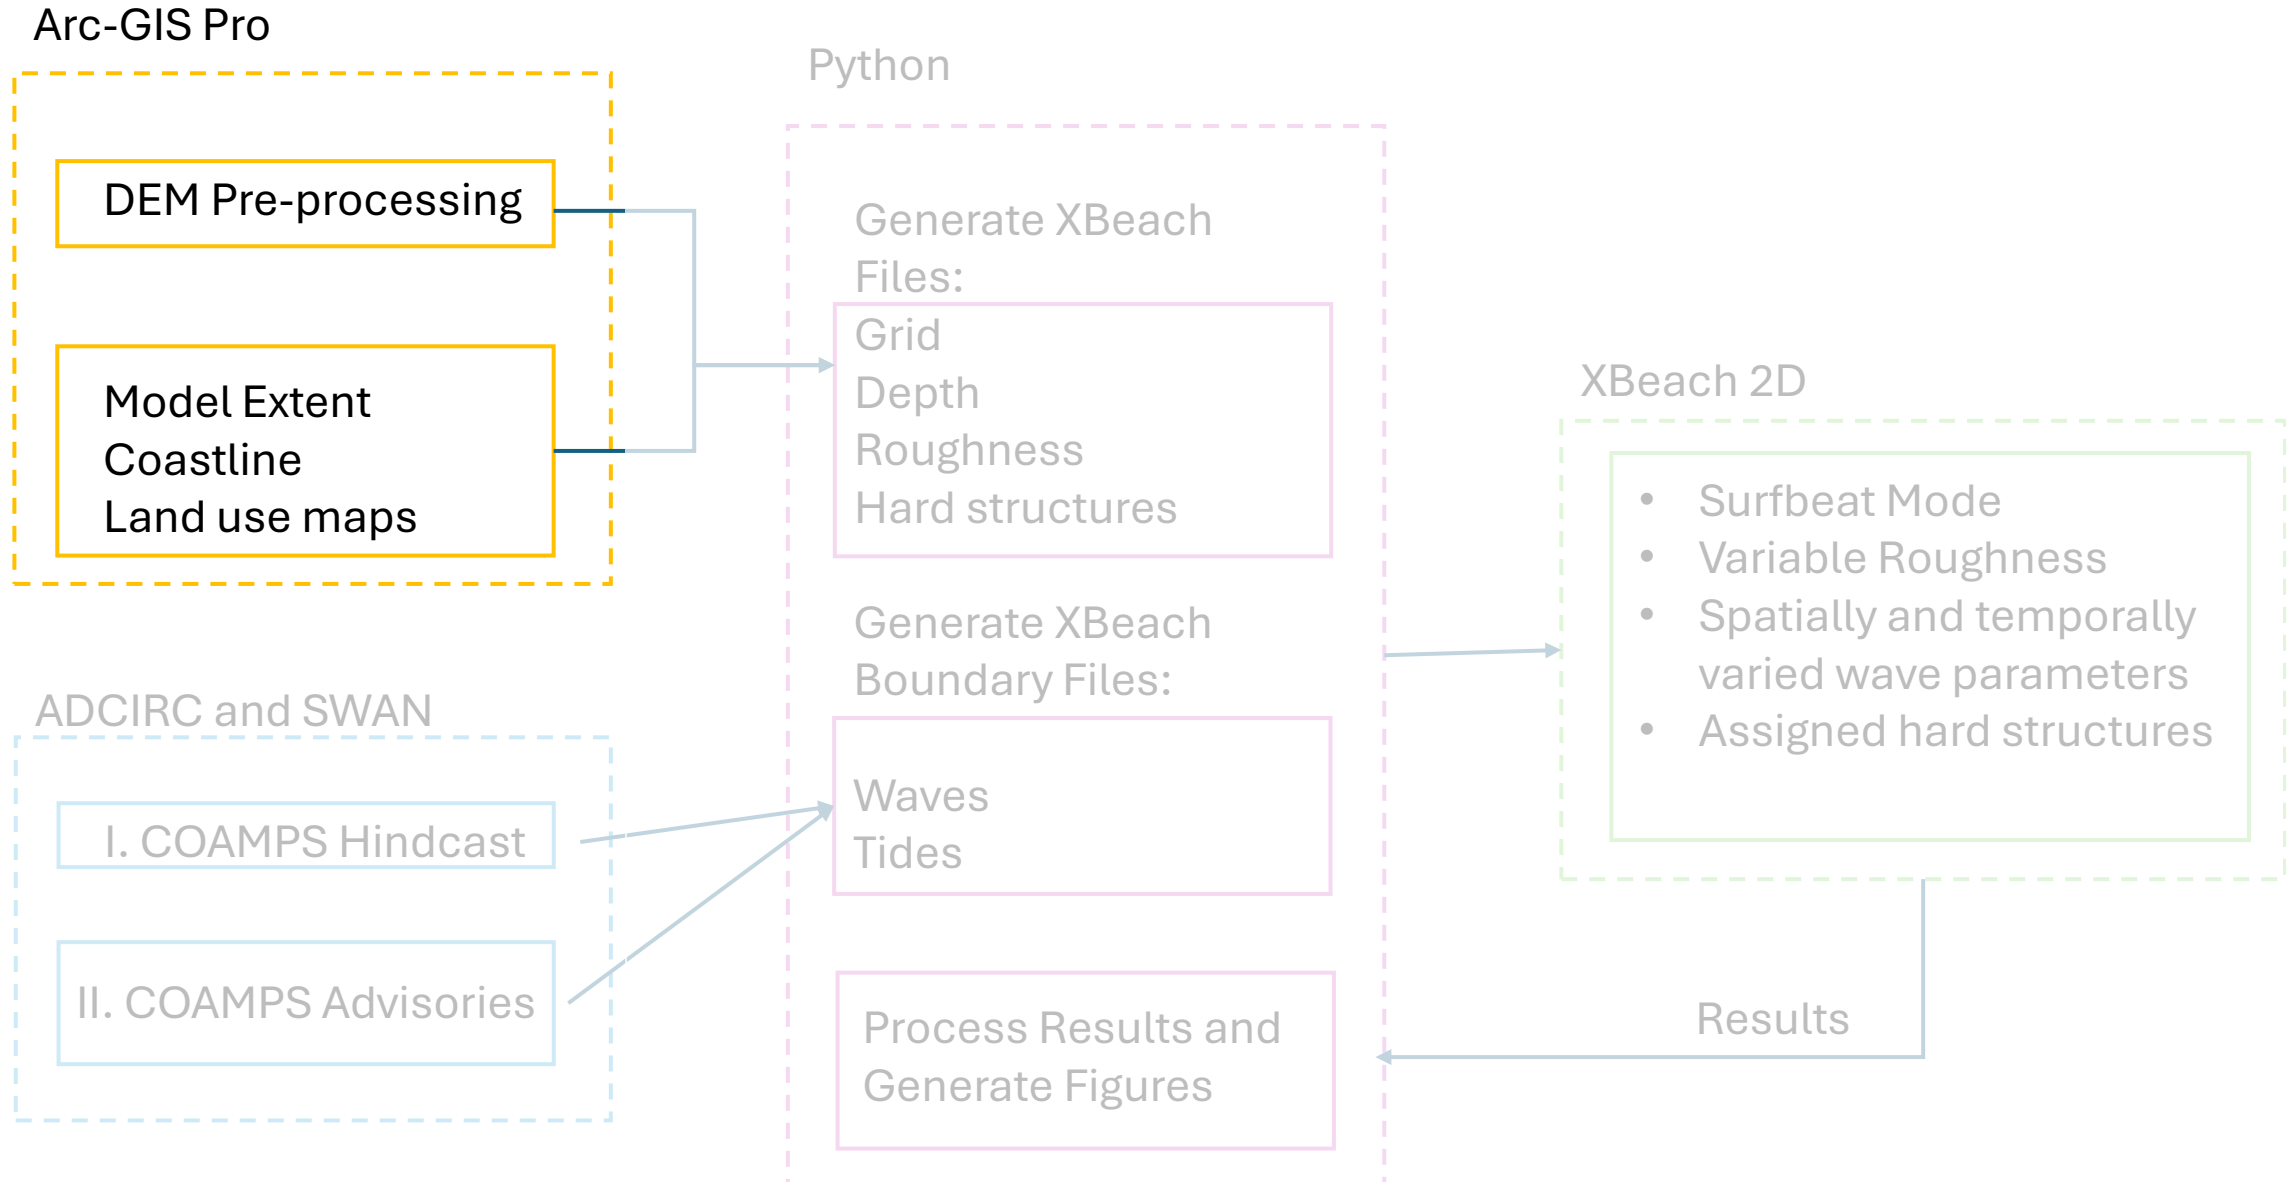 Arc-GIS Pro
DEM Pre-processing
Model Extent
Coastline
Land use maps
ADCIRC and SWAN
I. COAMPS Hindcast
II. COAMPS Advisories
Python
Generate XBeach
Files:
Grid
Depth
Roughness
Hard structures
Generate XBeach
Boundary Files:
Waves
Tides
Process Results and
Generate Figures
XBeach 2D
• Surfbeat Mode
• Variable Roughness
• Spatially and temporally
varied wave parameters
• Assigned hard structures
Results